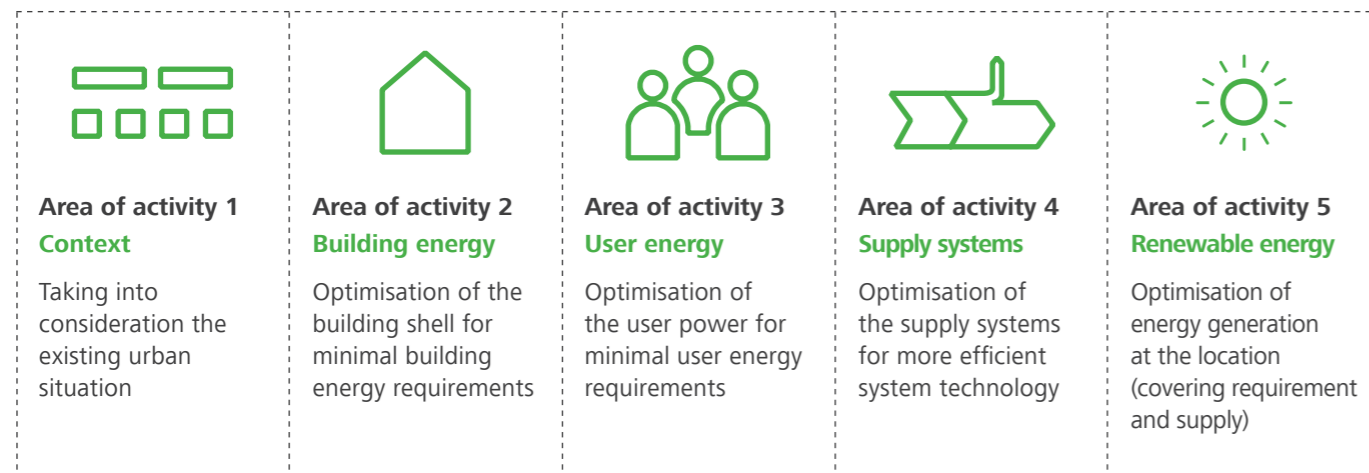 Area of activity 1
Context
Taking into
consideration the
existing urban
situation
Area of activity 2
Building energy
Optimisation of the
building shell for
minimal building
energy requirements
Area of activity 3
User energy
Optimisation of
the user power for
minimal user energy
requirements
Area of activity 4
Supply systems
Optimisation of
the supply systems
for more efficient
system technology
Area of activity 5
Renewable energy
Optimisation of
energy generation
at the location
(covering requirement
and supply)